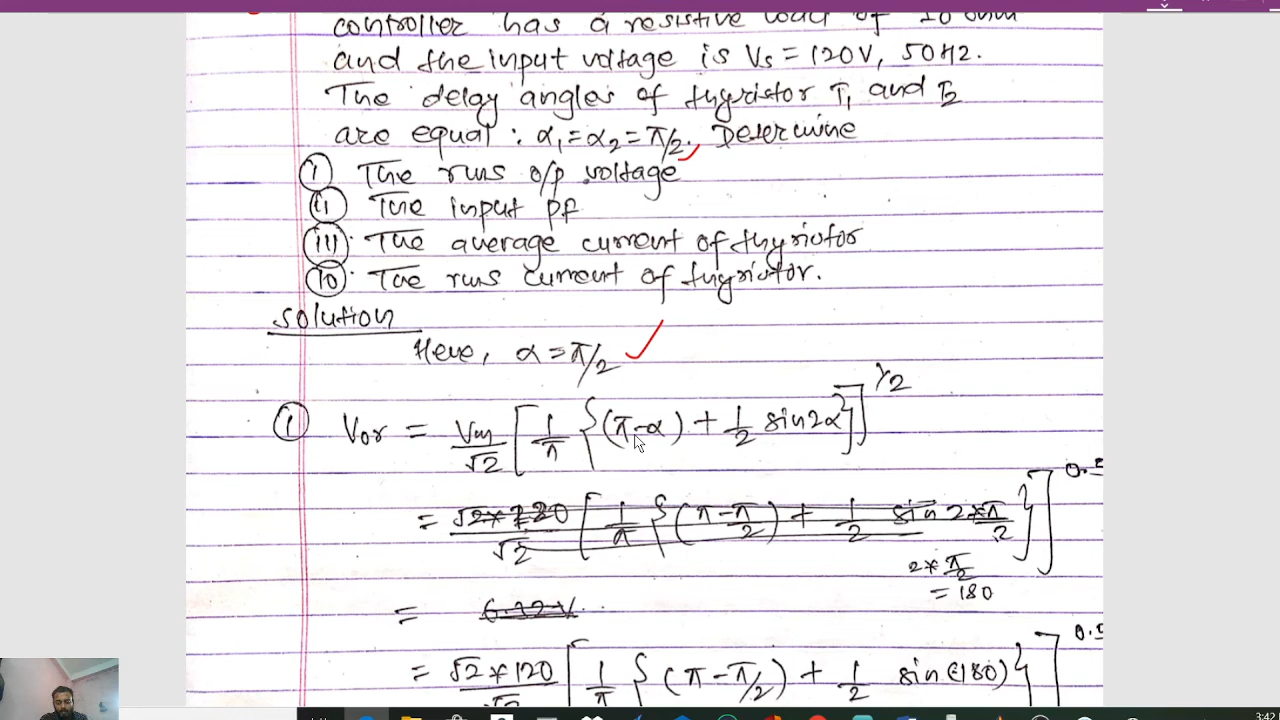 controller has a resistive load of 10 ohm
and the input voltage is Vs = 120V, 50Hz.
The delay angles of thyristor T₁ and T₂
are equal : α₁=α₂=π/2. Determine
(I) The rms o/p voltage
(II) The input Pf
(III) The average current of thyristor
(IV) The rms current of thyristor.
Solution
Here, α=π/2
(I) Vor = Vm/√2 [1/π {(π-α) + 1/2 sin2α}]^1/2
= √2*120/√2 [1/π {(π-π/2) + 1/2 sin 2*π/2}]
2*π/2
= 180
= 6.12V
= √2*120 [1/π {(π-π/2) + 1/2 sin(180)}]
3:42